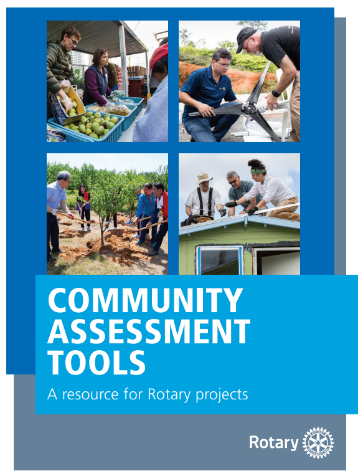 COMMUNITY
ASSESSMENT
TOOLS
A resource for Rotary projects
Rotary